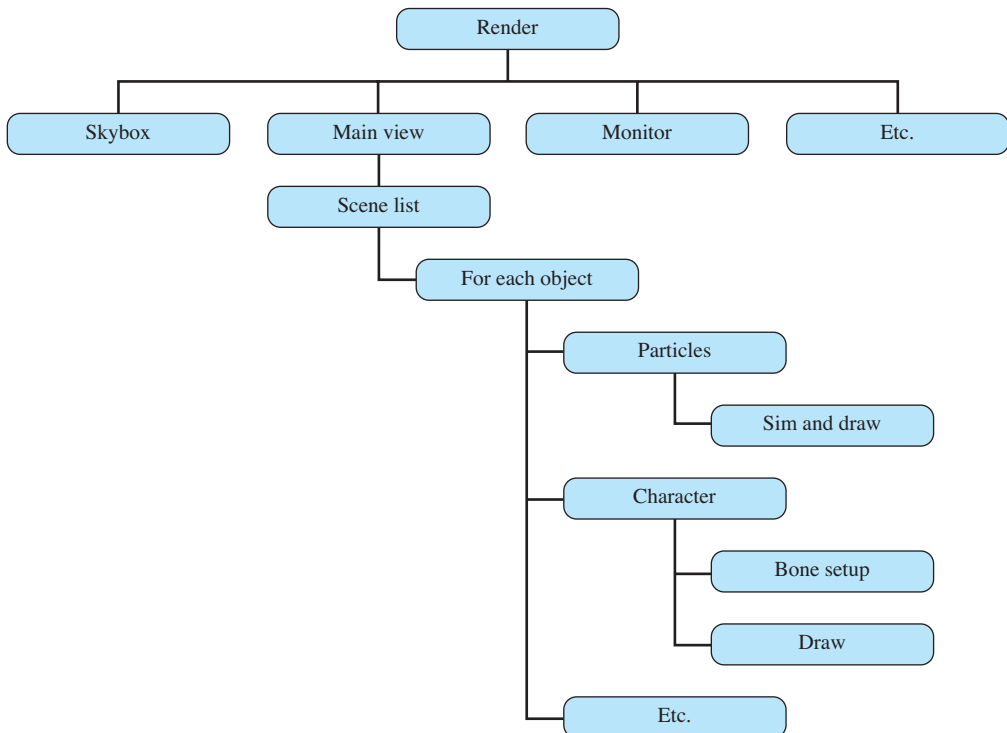 Render
Skybox
Main view
Monitor
Etc.
Scene list
For each object
Particles
Sim and draw
Character
Bone setup
Draw
Etc.